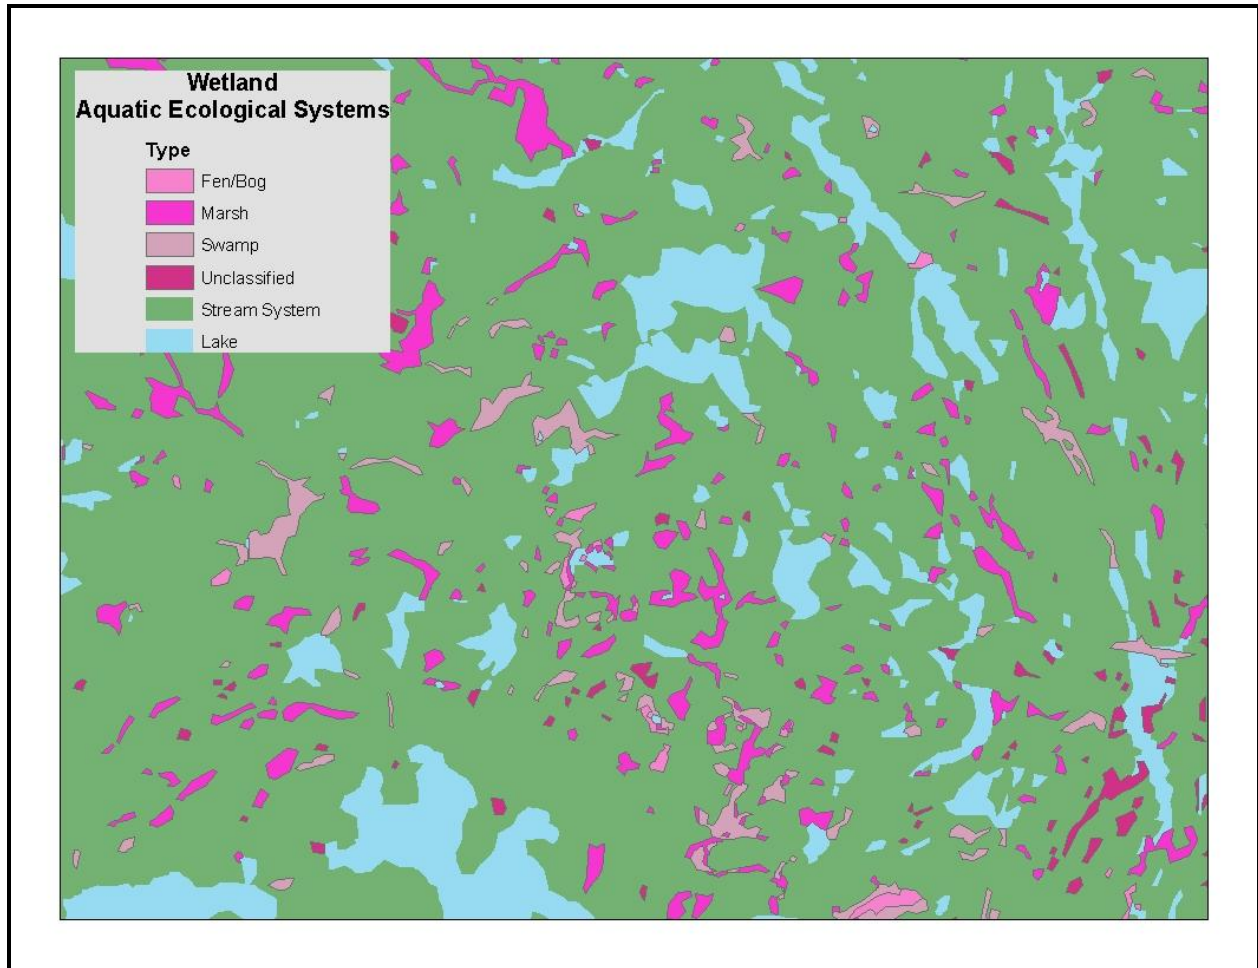 Wetland
Aquatic Ecological Systems
Type
Fen/Bog
Marsh
Swamp
Unclassified
Stream System
Lake